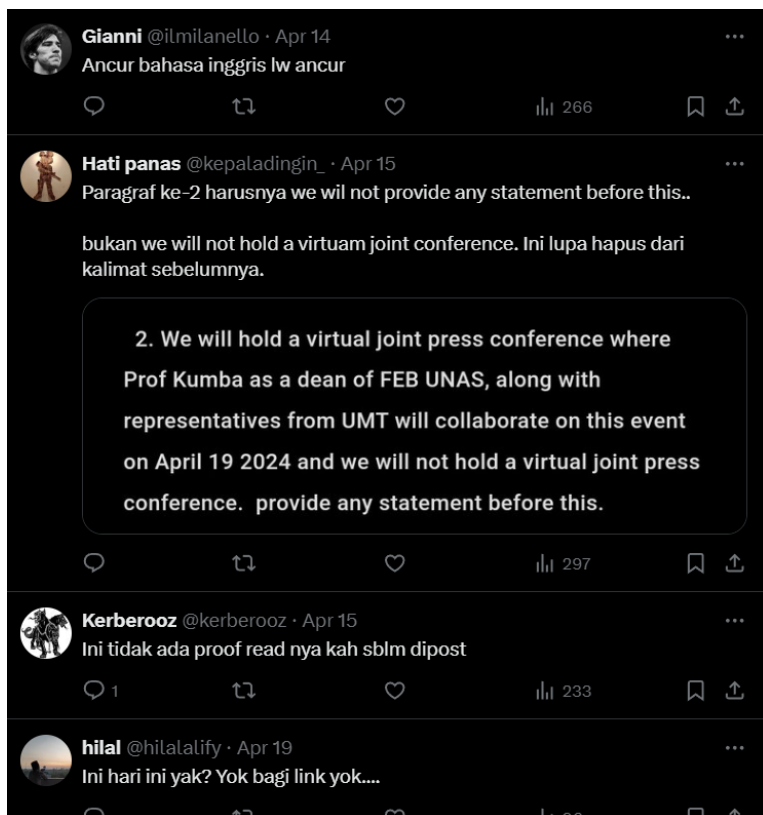 Gianni @ilmilanello · Apr 14
Ancur bahasa inggris lw ancur
266
Hati panas @kepaladingin_ · Apr 15
Paragraf ke-2 harusnya we wil not provide any statement before this..
bukan we will not hold a virtuam joint conference. Ini lupa hapus dari
kalimat sebelumnya.
2. We will hold a virtual joint press conference where
Prof Kumba as a dean of FEB UNAS, along with
representatives from UMT will collaborate on this event
on April 19 2024 and we will not hold a virtual joint press
conference.  provide any statement before this.
297
Kerberooz @kerberooz · Apr 15
Ini tidak ada proof read nya kah sblm dipost
1 233
hilal @hilalalify · Apr 19
Ini hari ini yak? Yok bagi link yok....